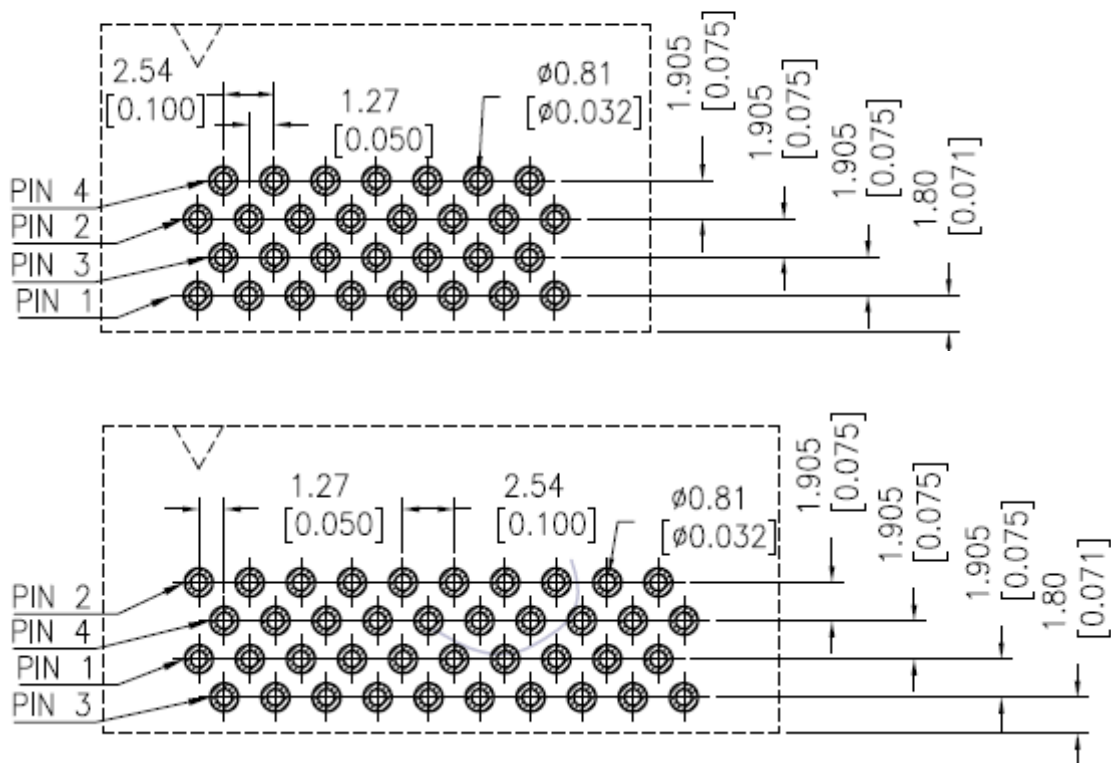 2.54
[0.100]
1.27
[0.050]
ø0.81
[ø0.032]
1.905
[0.075]
1.905
[0.075]
1.905
[0.075]
1.80
[0.071]
PIN 4
PIN 2
PIN 3
PIN 1
1.27
[0.050]
2.54
[0.100]
ø0.81
[ø0.032]
1.905
[0.075]
1.905
[0.075]
1.905
[0.075]
1.80
[0.071]
PIN 2
PIN 4
PIN 1
PIN 3